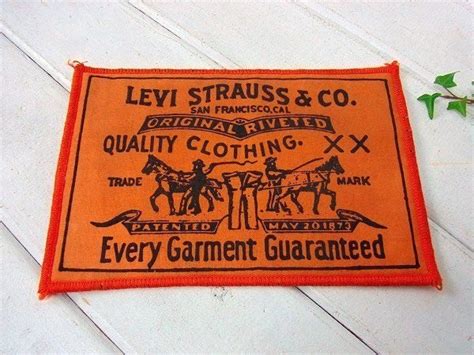 LEVI STRAUSS & CO.
SAN FRANCISCO, CAL
ORIGINAL RIVETED
QUALITY CLOTHING. XX
TRADE MARK
PATENTED MAY 20 1873
Every Garment Guaranteed